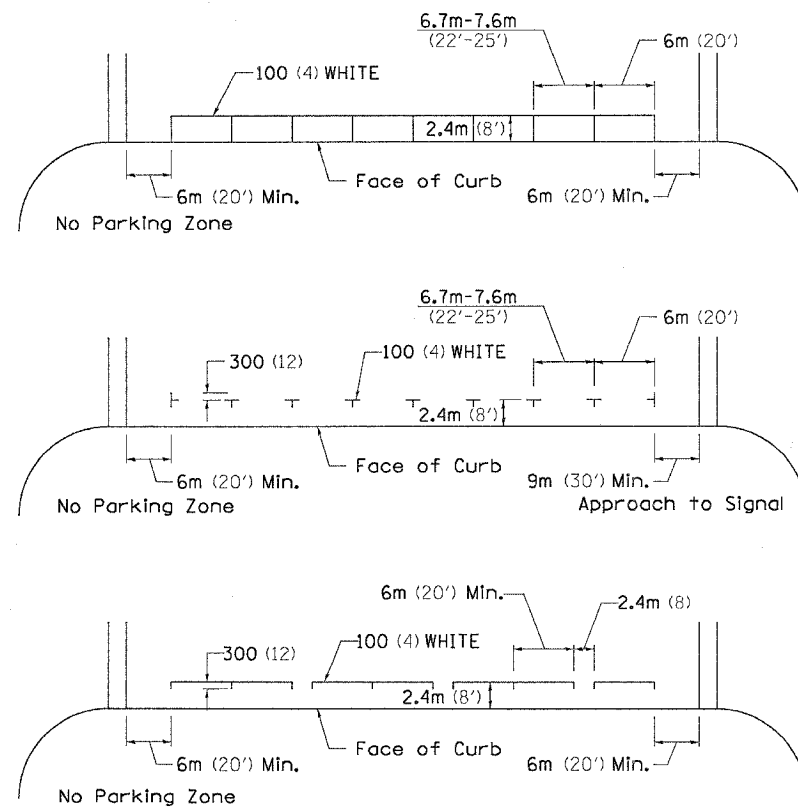 6.7m-7.6m
(22'-25')
6m (20')
100 (4) WHITE
2.4m (8')
Face of Curb
6m (20') Min.
6m (20') Min.
No Parking Zone
6.7m-7.6m
(22'-25')
6m (20')
300 (12)
100 (4) WHITE
2.4m (8')
Face of Curb
6m (20') Min.
9m (30') Min.
No Parking Zone
Approach to Signal
6m (20') Min.
2.4m (8)
300 (12)
100 (4) WHITE
2.4m (8')
Face of Curb
6m (20') Min.
6m (20') Min.
No Parking Zone